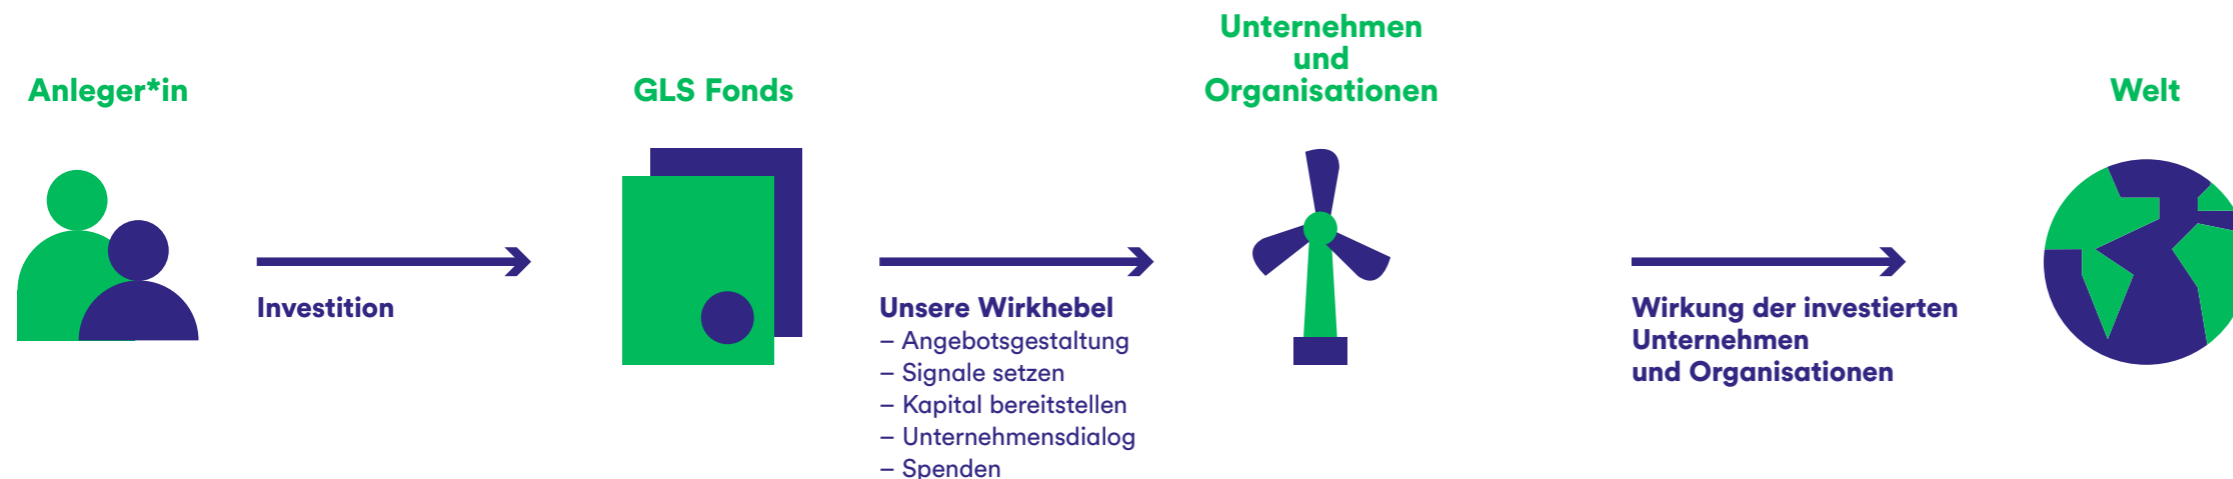 Anleger*in
Investition
GLS Fonds
Unsere Wirkhebel
– Angebotsgestaltung
– Signale setzen
– Kapital bereitstellen
– Unternehmensdialog
– Spenden
Unternehmen
und
Organisationen
Wirkung der investierten
Unternehmen
und Organisationen
Welt